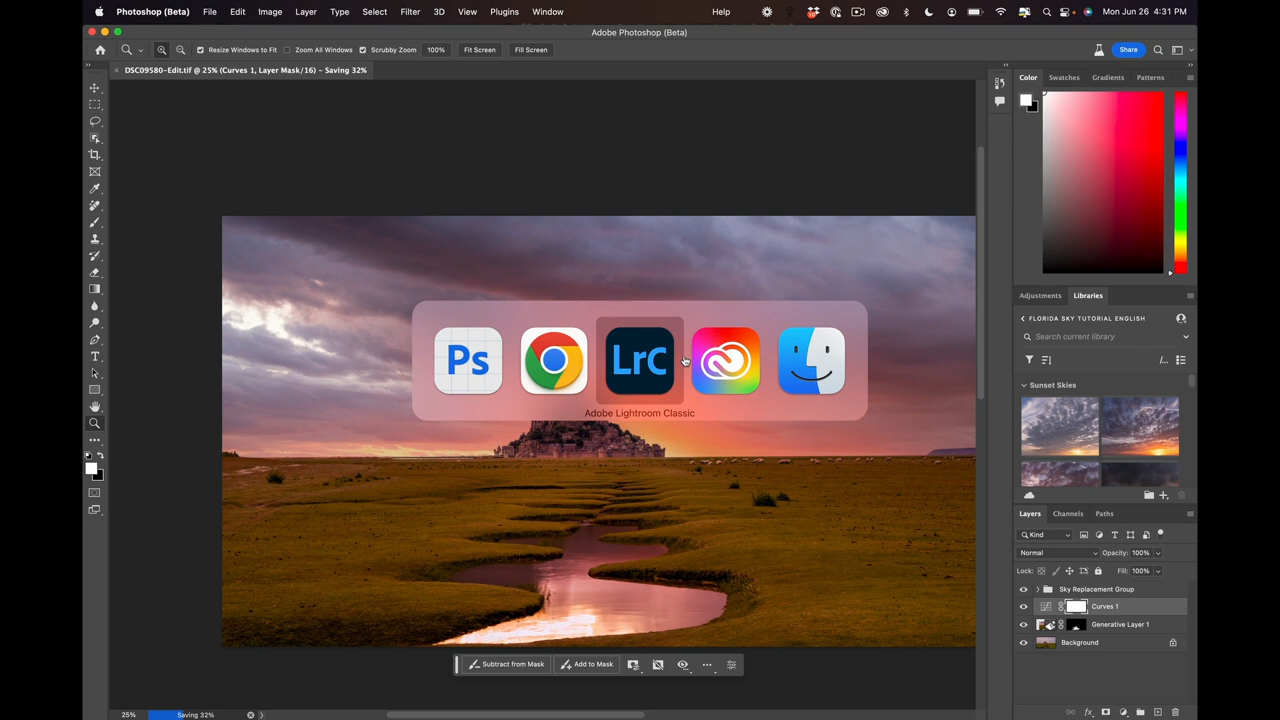 Photoshop (Beta) File Edit Image Layer Type Select Filter 3D View Plugins Window Help Mon Jun 26 4:31 PM
Adobe Photoshop (Beta)
Resize Windows to Fit Zoom All Windows Scrubby Zoom 100% Fit Screen Fill Screen Share
DSC09580-Edit.tif @ 25% (Curves 1, Layer Mask/16) - Saving 32%
Color Swatches Gradients Patterns
Adjustments Libraries
FLORIDA SKY TUTORIAL ENGLISH
Search current library
Sunset Skies
Ps LrC
Adobe Lightroom Classic
Layers Channels Paths
Kind
Normal Opacity: 100%
Lock: Fill: 100%
Sky Replacement Group
Curves 1
Generative Layer 1
Background
Subtract from Mask Add to Mask
25% Saving 32%